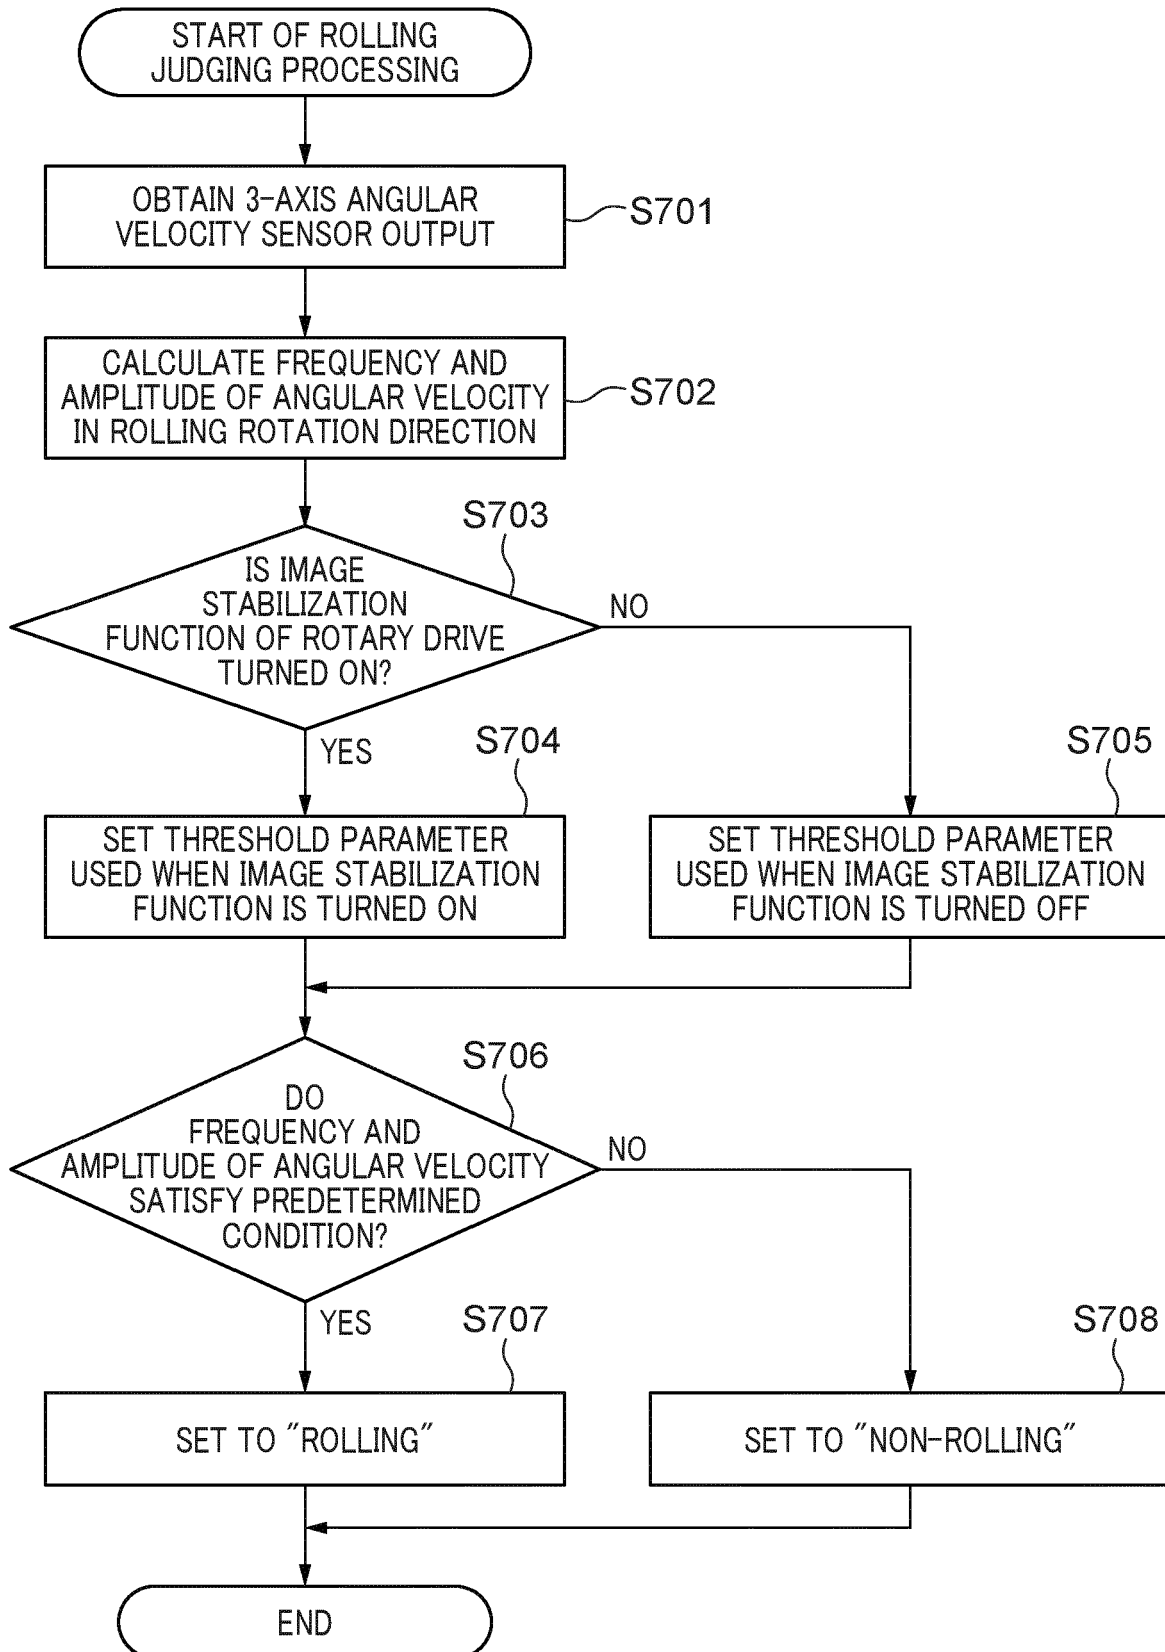 START OF ROLLING
JUDGING PROCESSING
OBTAIN 3-AXIS ANGULAR
VELOCITY SENSOR OUTPUT
S701
CALCULATE FREQUENCY AND
AMPLITUDE OF ANGULAR VELOCITY
IN ROLLING ROTATION DIRECTION
S702
S703
IS IMAGE
STABILIZATION
FUNCTION OF ROTARY DRIVE
TURNED ON?
NO
YES
S704
S705
SET THRESHOLD PARAMETER
USED WHEN IMAGE STABILIZATION
FUNCTION IS TURNED ON
SET THRESHOLD PARAMETER
USED WHEN IMAGE STABILIZATION
FUNCTION IS TURNED OFF
S706
DO
FREQUENCY AND
AMPLITUDE OF ANGULAR VELOCITY
SATISFY PREDETERMINED
CONDITION?
NO
YES
S707
S708
SET TO "ROLLING"
SET TO "NON-ROLLING"
END